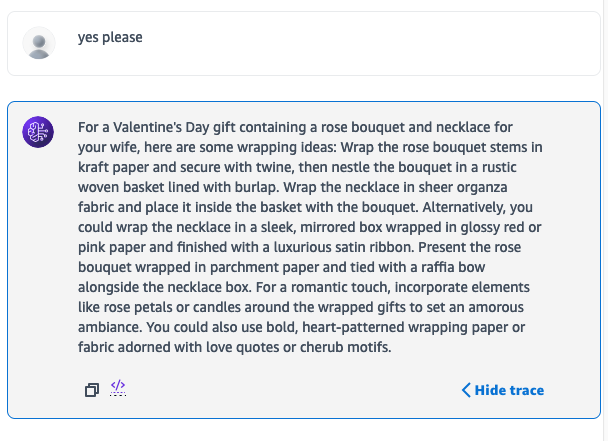 yes please
For a Valentine's Day gift containing a rose bouquet and necklace for
your wife, here are some wrapping ideas: Wrap the rose bouquet stems in
kraft paper and secure with twine, then nestle the bouquet in a rustic
woven basket lined with burlap. Wrap the necklace in sheer organza
fabric and place it inside the basket with the bouquet. Alternatively, you
could wrap the necklace in a sleek, mirrored box wrapped in glossy red or
pink paper and finished with a luxurious satin ribbon. Present the rose
bouquet wrapped in parchment paper and tied with a raffia bow
alongside the necklace box. For a romantic touch, incorporate elements
like rose petals or candles around the wrapped gifts to set an amorous
ambiance. You could also use bold, heart-patterned wrapping paper or
fabric adorned with love quotes or cherub motifs.
Hide trace